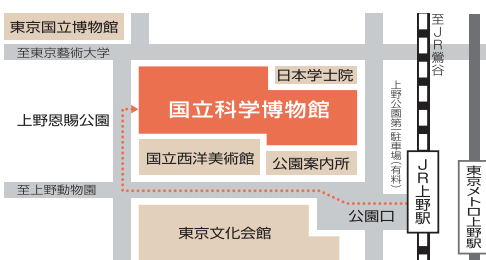 東京国立博物館
至東京藝術大学
至JR鶯谷
日本学士院
国立科学博物館
上野公園第一駐車場(有料)
上野恩賜公園
国立西洋美術館
公園案内所
JR上野駅
東京メトロ上野駅
至上野動物園
公園口
東京文化会館